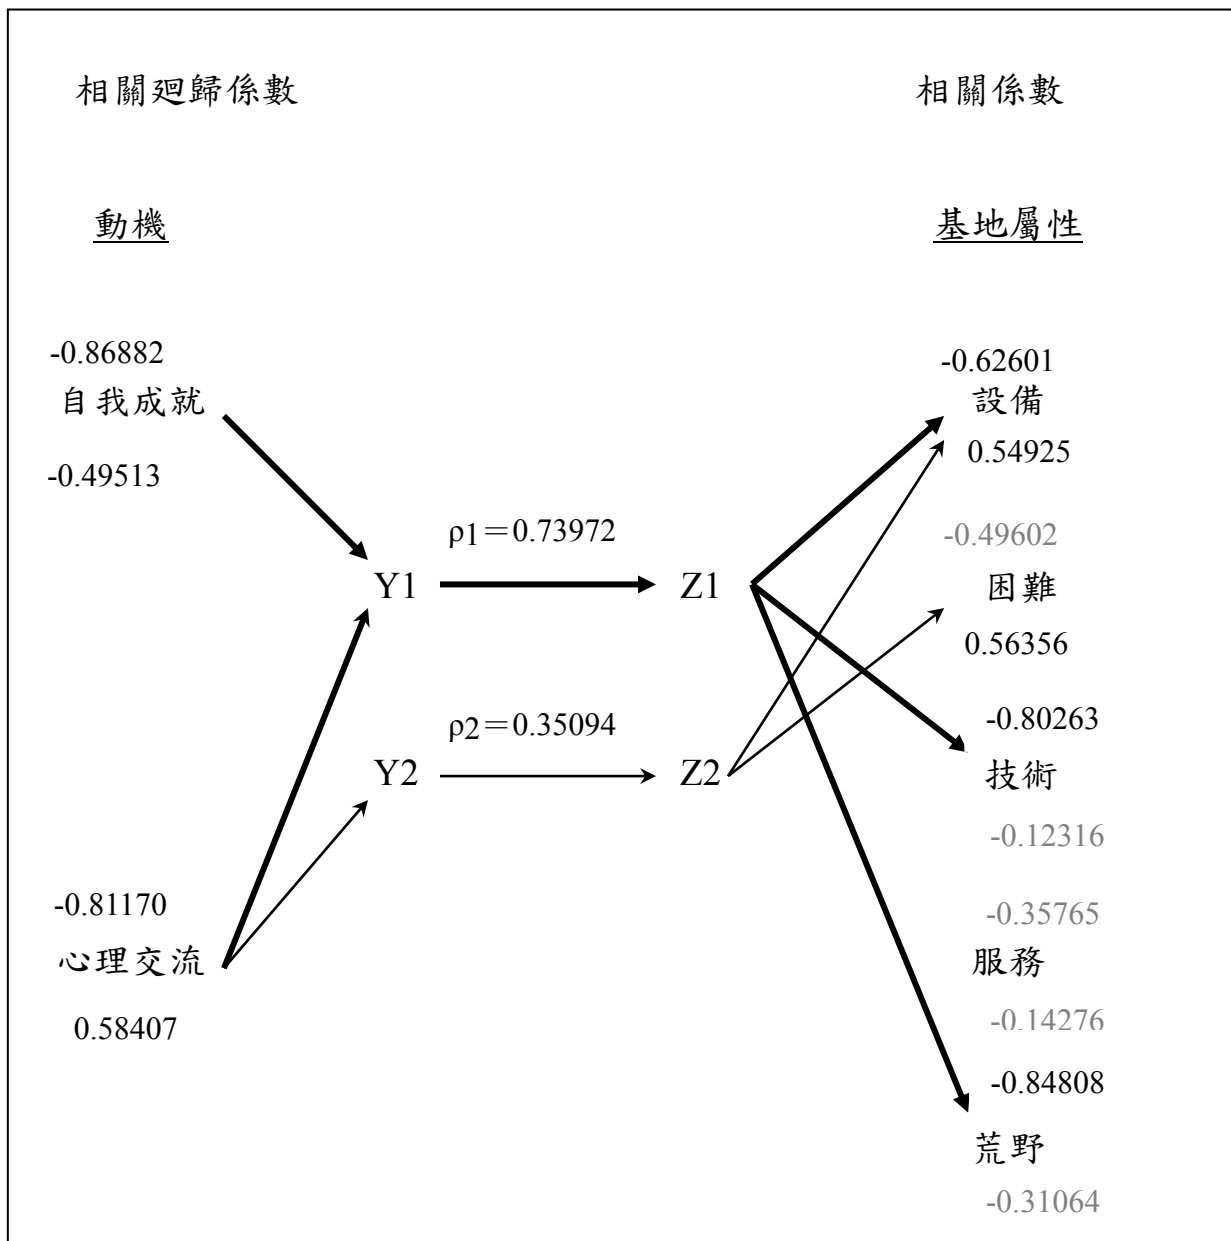 相關廻歸係數
相關係數
動機
基地屬性
-0.86882
自我成就
-0.49513
-0.62601
設備
0.54925
-0.49602
困難
0.56356
ρ1＝0.73972
Y1
Z1
ρ2＝0.35094
Y2
Z2
-0.80263
技術
-0.12316
-0.81170
心理交流
0.58407
-0.35765
服務
-0.14276
-0.84808
荒野
-0.31064